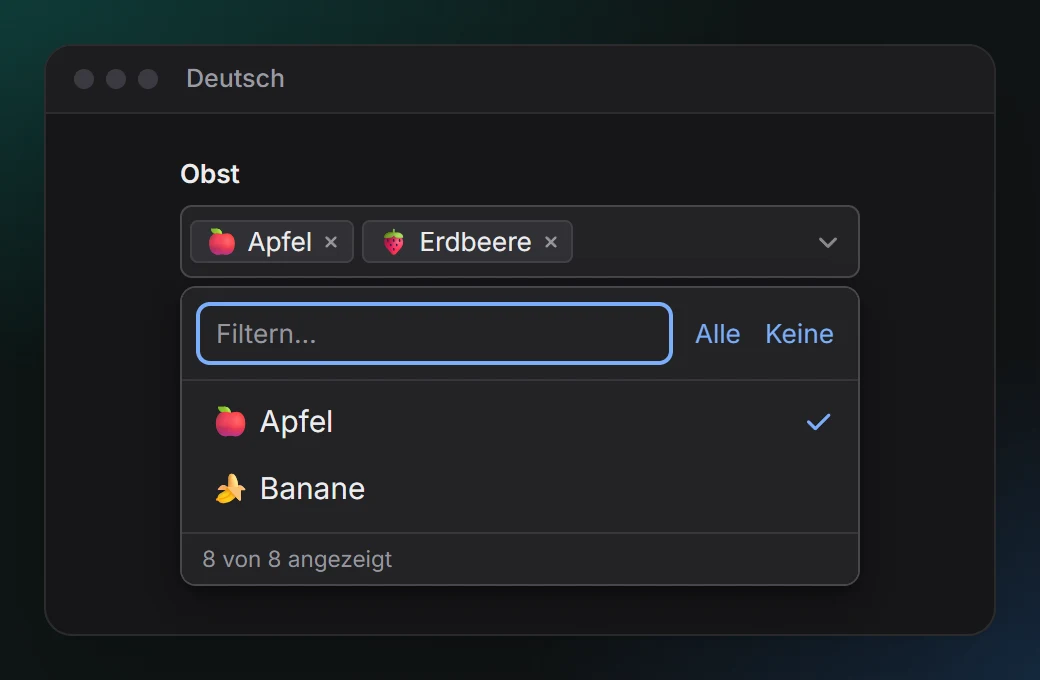 Deutsch
Obst
Apfel × Erdbeere ×
Filtern... Alle Keine
Apfel
Banane
8 von 8 angezeigt